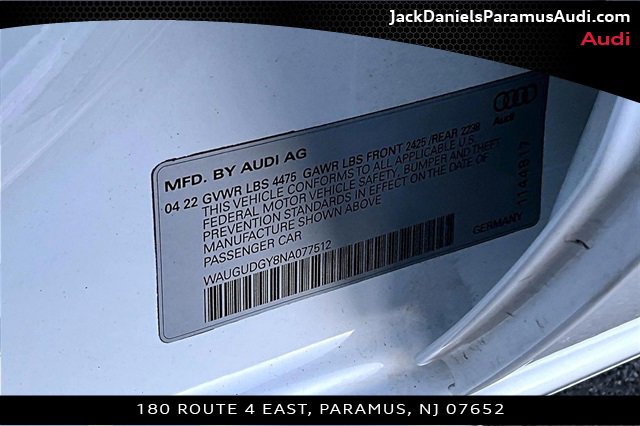 JackDanielsParamusAudi.com
Audi
MFD. BY AUDI AG
04 22 GVWR LBS 4475 GAWR LBS FRONT 2425/REAR 2238
THIS VEHICLE CONFORMS TO ALL APPLICABLE U.S.
FEDERAL MOTOR VEHICLE SAFETY, BUMPER AND THEFT
PREVENTION STANDARDS IN EFFECT ON THE DATE OF
MANUFACTURE SHOWN ABOVE
PASSENGER CAR
WAUGUDGY8NA077512
Audi
GERMANY
180 ROUTE 4 EAST, PARAMUS, NJ 07652